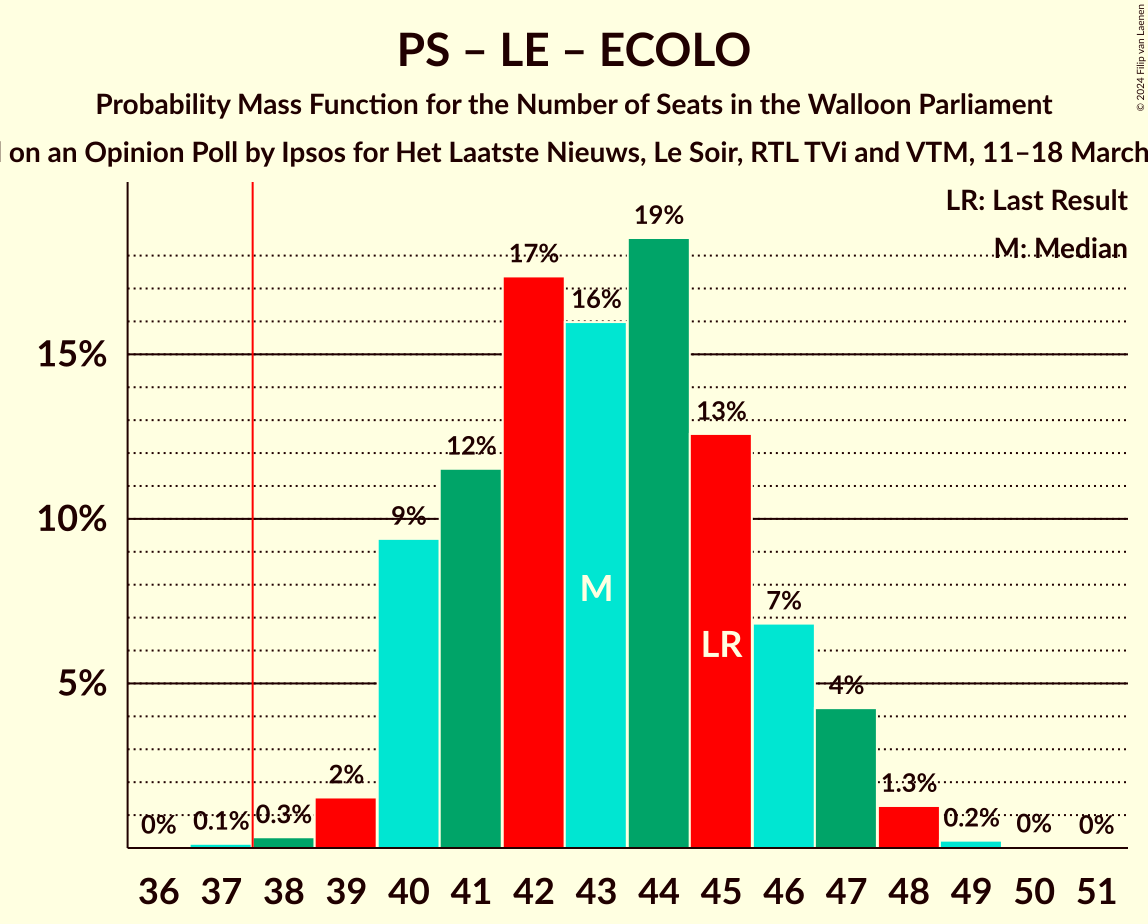 PS – LE – ECOLO
Probability Mass Function for the Number of Seats in the Walloon Parliament
on an Opinion Poll by Ipsos for Het Laatste Nieuws, Le Soir, RTL TVi and VTM, 11–18 March
© 2024 Filip van Laenen
LR: Last Result
M: Median
19%
17%
16%
15%
13%
12%
10%
9%
M
7%
LR
5%
4%
2%
1.3%
0% 0.1% 0.3% 0.2% 0% 0%
36 37 38 39 40 41 42 43 44 45 46 47 48 49 50 51